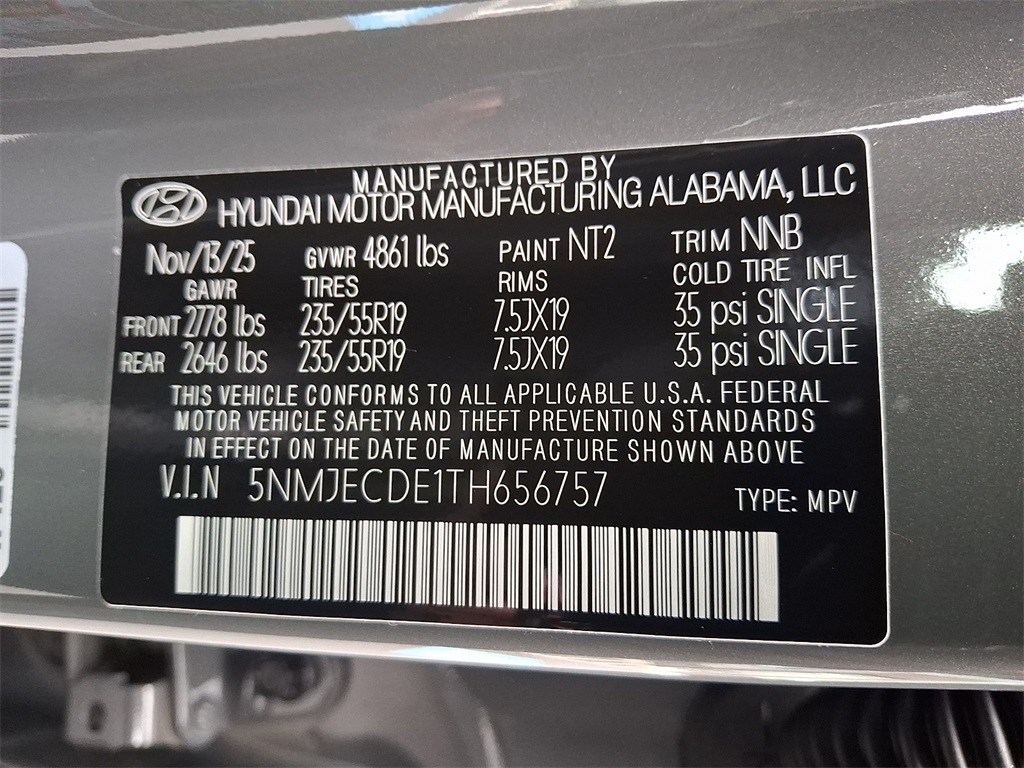 MANUFACTURED BY
HYUNDAI MOTOR MANUFACTURING ALABAMA, LLC
Nov/13/25 GVWR 4861 lbs PAINT NT2 TRIM NNB
GAWR TIRES RIMS COLD TIRE INFL
FRONT 2778 lbs 235/55R19 7.5JX19 35 psi SINGLE
REAR 2646 lbs 235/55R19 7.5JX19 35 psi SINGLE
THIS VEHICLE CONFORMS TO ALL APPLICABLE U.S.A. FEDERAL
MOTOR VEHICLE SAFETY AND THEFT PREVENTION STANDARDS
IN EFFECT ON THE DATE OF MANUFACTURE SHOWN ABOVE
V.I.N 5NMJECDE1TH656757 TYPE: MPV